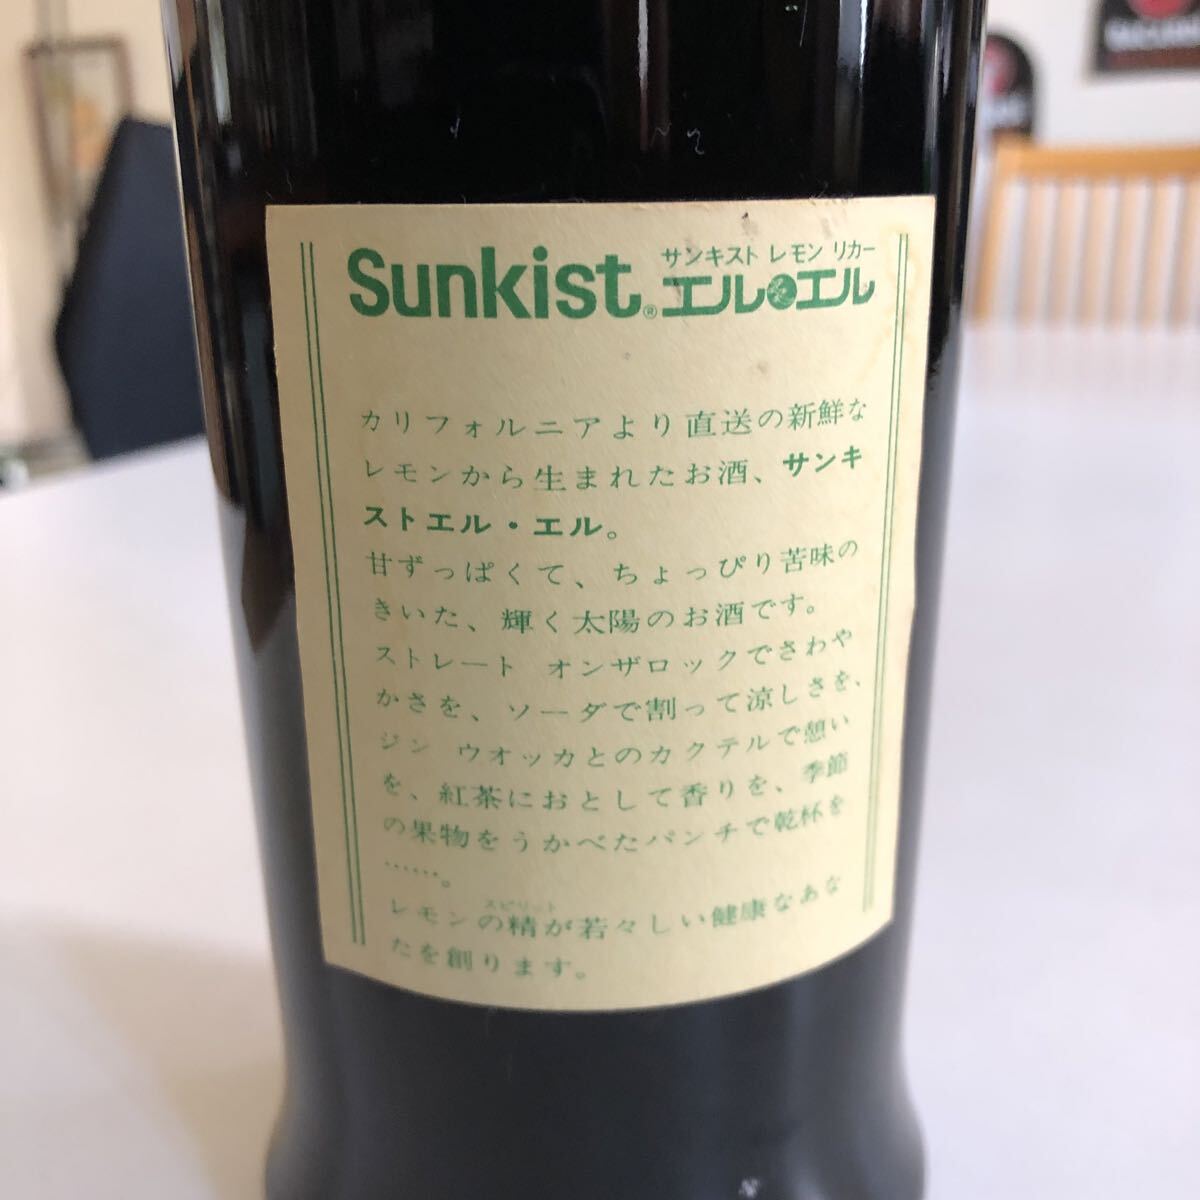 Sunkist® サンキスト レモン リカー
エル・エル
カリフォルニアより直送の新鮮な
レモンから生まれたお酒、サンキ
ストエル・エル。
甘ずっぱくて、ちょっぴり苦味の
きいた、輝く太陽のお酒です。
ストレート オンザロックでさわや
かさを、ソーダで割って涼しさを、
ジン ウオッカとのカクテルで憩い
を、紅茶におとして香りを、季節
の果物をうかべたパンチで乾杯を
……。
スピリット
レモンの精が若々しい健康なあな
たを創ります。